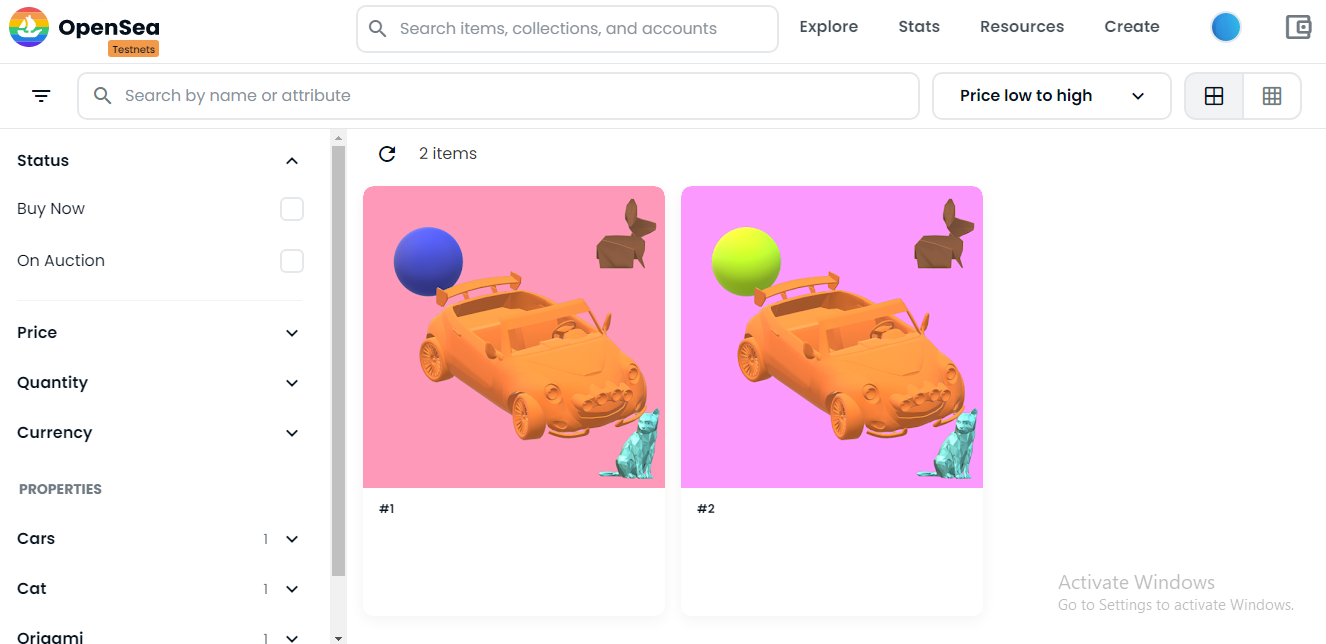 OpenSea
Testnets
Search items, collections, and accounts
Explore
Stats
Resources
Create
Search by name or attribute
Price low to high
Status
Buy Now
On Auction
Price
Quantity
Currency
PROPERTIES
Cars 1
Cat 1
Origami 1
2 items
#1
#2
Activate Windows
Go to Settings to activate Windows.